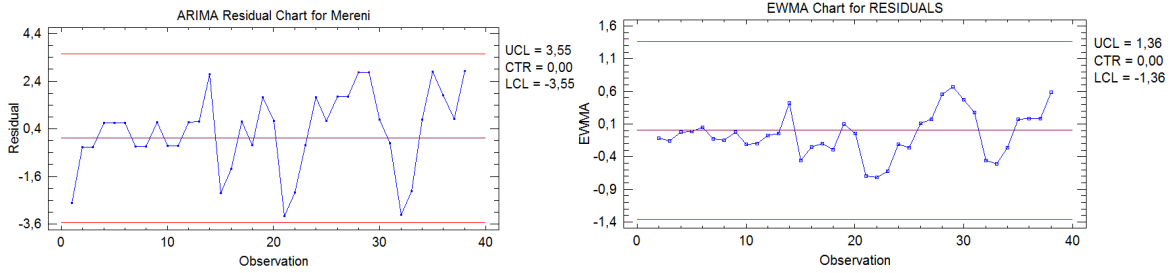 ARIMA Residual Chart for Mereni
4,4
2,4
0,4
-1,6
-3,6
Residual
0 10 20 30 40
Observation
UCL = 3,55
CTR = 0,00
LCL = -3,55
EWMA Chart for RESIDUALS
1,6
1,1
0,6
0,1
-0,4
-0,9
-1,4
EWMA
0 10 20 30 40
Observation
UCL = 1,36
CTR = 0,00
LCL = -1,36